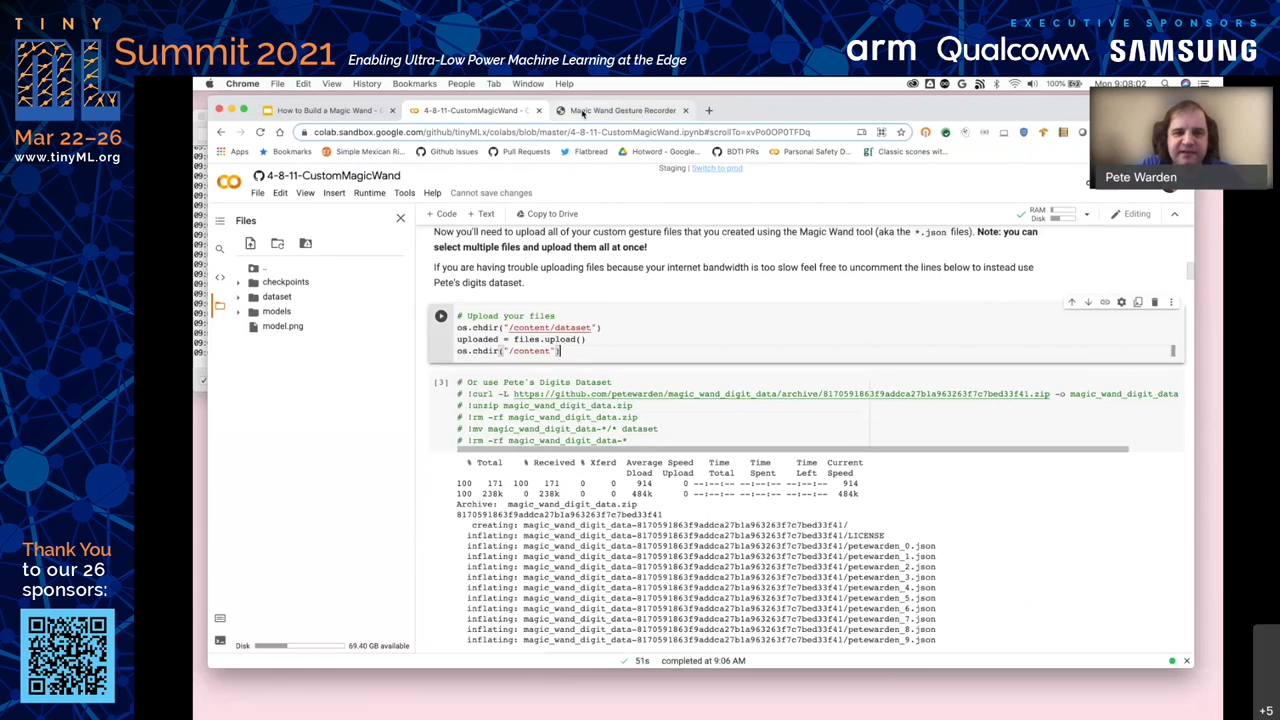 TINY
Summit 2021
Enabling Ultra-Low Power Machine Learning at the Edge
EXECUTIVE SPONSORS
arm Qualcomm SAMSUNG
Mar 22–26
www.tinyML.org
Chrome File Edit View History Bookmarks People Tab Window Help
100% Mon 9:08:02
How to Build a Magic Wand -
4-8-11-CustomMagicWand - C
Magic Wand Gesture Recorder
colab.sandbox.google.com/github/tinyMLx/colabs/blob/master/4-8-11-CustomMagicWand.ipynb#scrollTo=xvPo0OP0TFDq
Apps Bookmarks Simple Mexican Ri... Github Issues Pull Requests Flatbread Hotword - Google... BDTI PRs Parsonal Safety D... Classic scones wit...
Pete Warden
4-8-11-CustomMagicWand
Staging Switch to prod
File Edit View Insert Runtime Tools Help Cannot save changes
Files
+ Code + Text Copy to Drive
RAM
Disk
Editing
..
checkpoints
dataset
models
model.png
Now you'll need to upload all of your custom gesture files that you created using the Magic Wand tool (aka the *.json files). Note: you can
select multiple files and upload them all at once!
If you are having trouble uploading files because your internet bandwidth is too slow feel free to uncomment the lines below to instead use
Pete's digits dataset.
# Upload your files
os.chdir("/content/dataset")
uploaded = files.upload()
os.chdir("/content")
[3] # Or use Pete's Digits Dataset
# !curl -L https://github.com/petewarden/magic_wand_digit_data/archive/8170591863f9addca27b1a963263f7c7bed33f41.zip -o magic_wand_digit_data
# !unzip magic_wand_digit_data.zip
# !rm -rf magic_wand_digit_data.zip
# !mv magic_wand_digit_data-*/* dataset
# !rm -rf magic_wand_digit_data-*
% Total % Received % Xferd Average Speed Time Time Time Current
Dload Upload Total Spent Left Speed
100 171 100 171 0 0 914 0 --:--:-- --:--:-- --:--:-- 914
100 238k 0 238k 0 0 484k 0 --:--:-- --:--:-- --:--:-- 484k
Archive: magic_wand_digit_data.zip
8170591863f9addca27b1a963263f7c7bed33f41
creating: magic_wand_digit_data-8170591863f9addca27b1a963263f7c7bed33f41/
inflating: magic_wand_digit_data-8170591863f9addca27b1a963263f7c7bed33f41/LICENSE
inflating: magic_wand_digit_data-8170591863f9addca27b1a963263f7c7bed33f41/petewarden_0.json
inflating: magic_wand_digit_data-8170591863f9addca27b1a963263f7c7bed33f41/petewarden_1.json
inflating: magic_wand_digit_data-8170591863f9addca27b1a963263f7c7bed33f41/petewarden_2.json
inflating: magic_wand_digit_data-8170591863f9addca27b1a963263f7c7bed33f41/petewarden_3.json
inflating: magic_wand_digit_data-8170591863f9addca27b1a963263f7c7bed33f41/petewarden_4.json
inflating: magic_wand_digit_data-8170591863f9addca27b1a963263f7c7bed33f41/petewarden_5.json
inflating: magic_wand_digit_data-8170591863f9addca27b1a963263f7c7bed33f41/petewarden_6.json
inflating: magic_wand_digit_data-8170591863f9addca27b1a963263f7c7bed33f41/petewarden_7.json
inflating: magic_wand_digit_data-8170591863f9addca27b1a963263f7c7bed33f41/petewarden_8.json
inflating: magic_wand_digit_data-8170591863f9addca27b1a963263f7c7bed33f41/petewarden_9.json
Disk 69.40 GB available
51s completed at 9:06 AM
Thank You
to our 26
sponsors:
+5